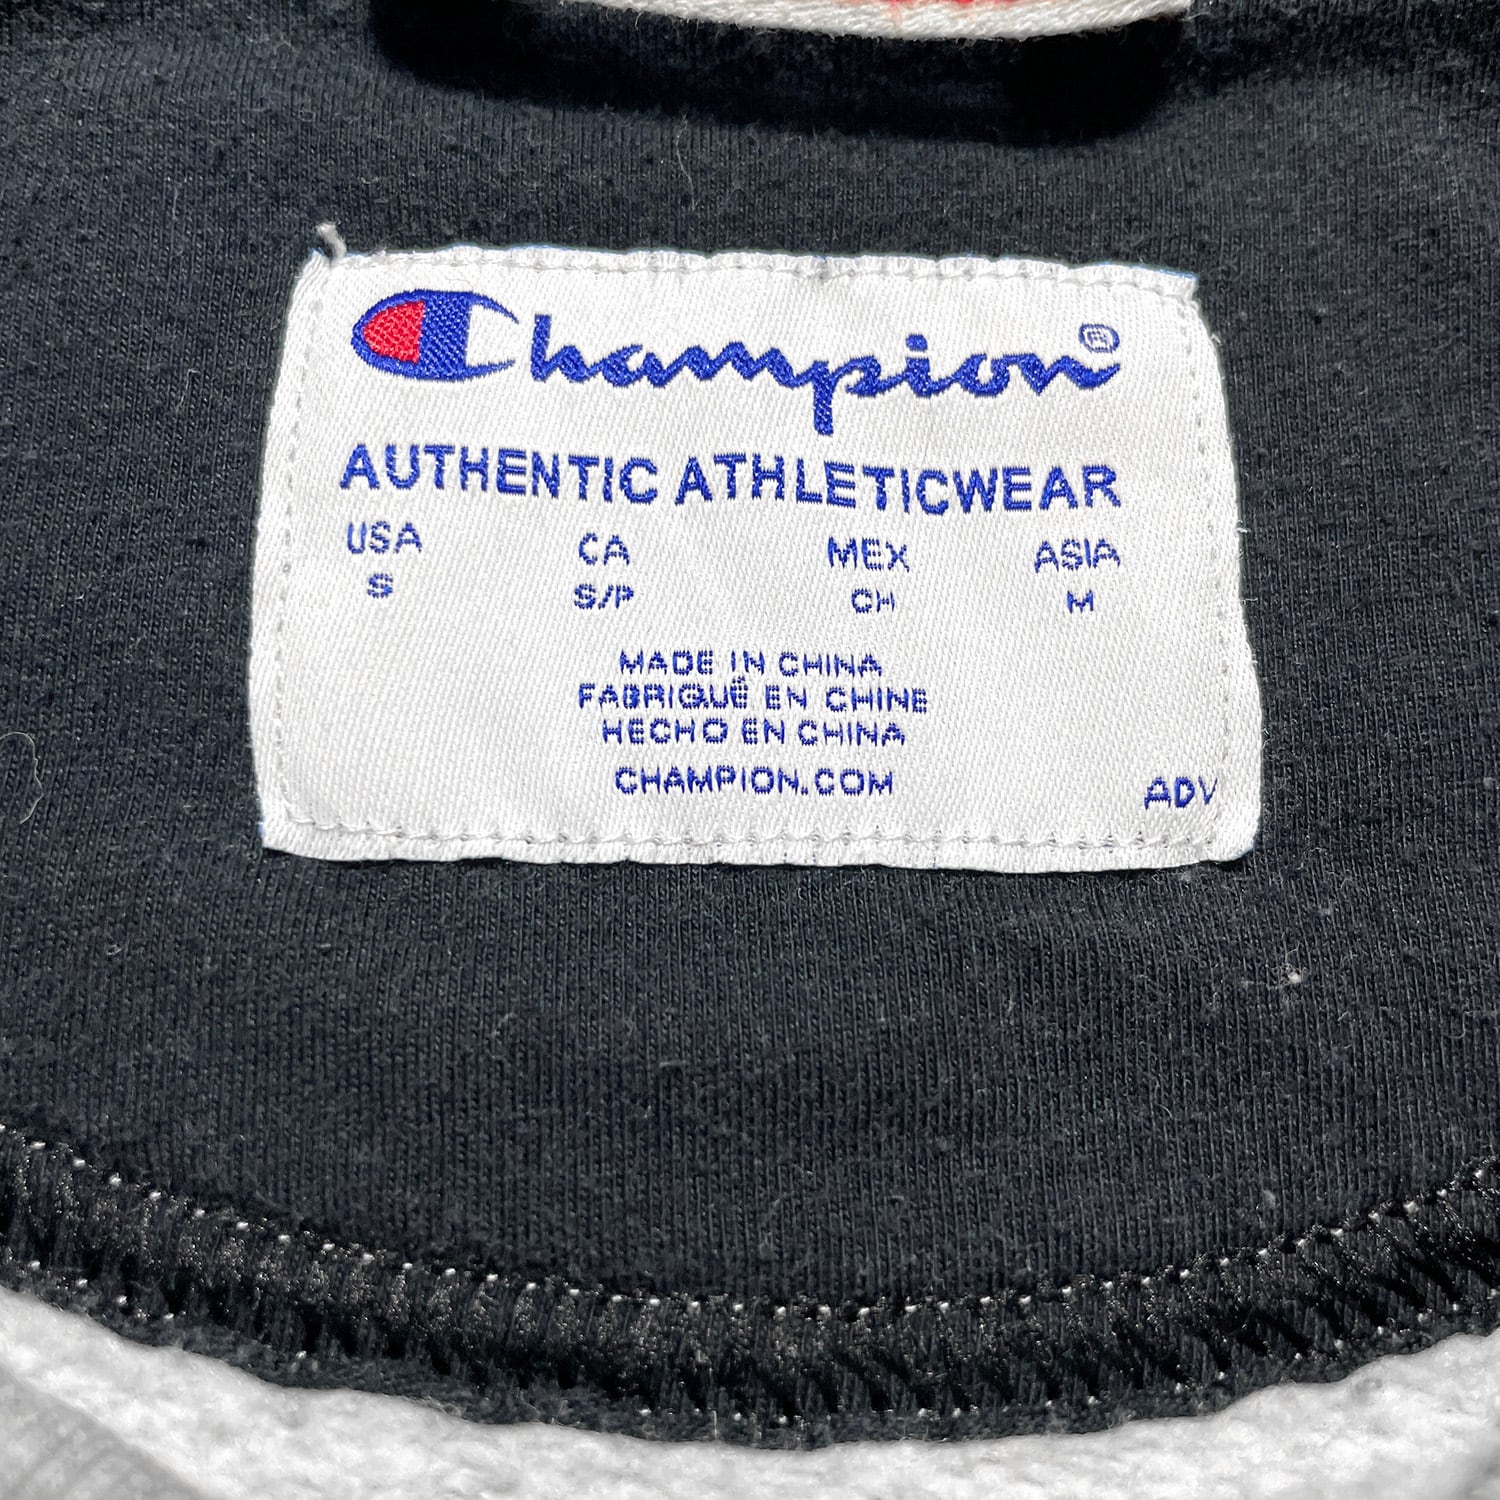 Champion®
AUTHENTIC ATHLETICWEAR
USA CA MEX ASIA
S S/P CH M
MADE IN CHINA
FABRIQUÉ EN CHINE
HECHO EN CHINA
CHAMPION.COM
ADV